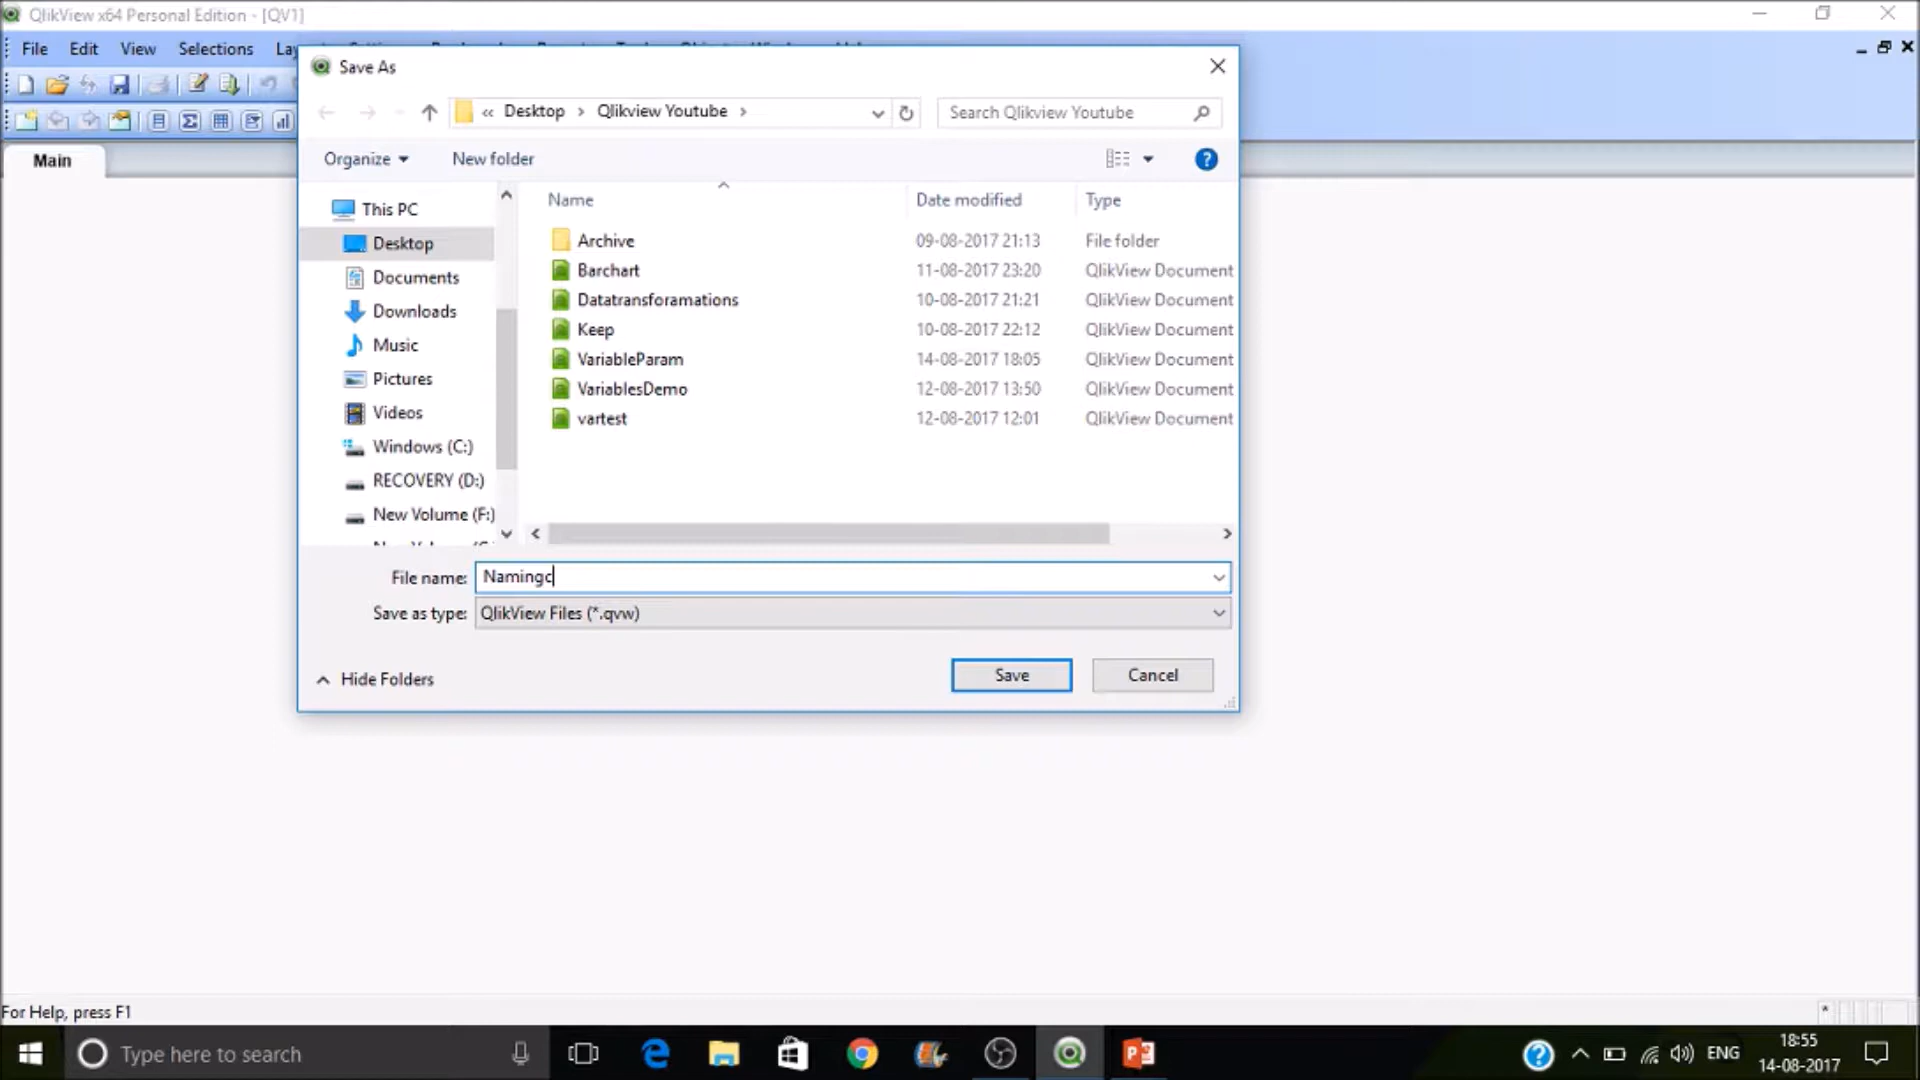 QlikView x64 Personal Edition - [QV1]
File Edit View Selections
Save As
« Desktop › Qlikview Youtube ›
Search Qlikview Youtube
Organize New folder
Main
Name Date modified Type
This PC
Desktop
Documents
Downloads
Music
Pictures
Videos
Windows (C:)
RECOVERY (D:)
New Volume (F:)
Archive 09-08-2017 21:13 File folder
Barchart 11-08-2017 23:20 QlikView Document
Datatransforamations 10-08-2017 21:21 QlikView Document
Keep 10-08-2017 22:12 QlikView Document
VariableParam 14-08-2017 18:05 QlikView Document
VariablesDemo 12-08-2017 13:50 QlikView Document
vartest 12-08-2017 12:01 QlikView Document
File name: Namingc
Save as type: QlikView Files (*.qvw)
Hide Folders
Save Cancel
For Help, press F1
Type here to search
ENG
18:55
14-08-2017